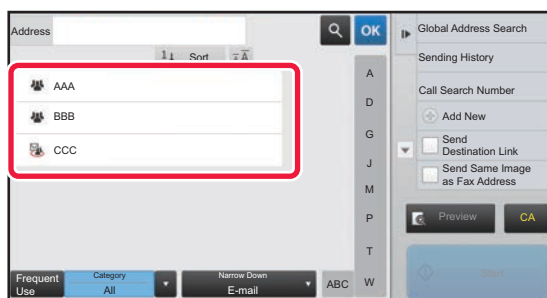 Address
OK
Global Address Search
Sort
Sending History
AAA
A
Call Search Number
BBB
D
Add New
CCC
G
Send
Destination Link
J
Send Same Image
as Fax Address
M
P
Preview
CA
T
Frequent
Use
Category
All
Narrow Down
E-mail
ABC
W
Start